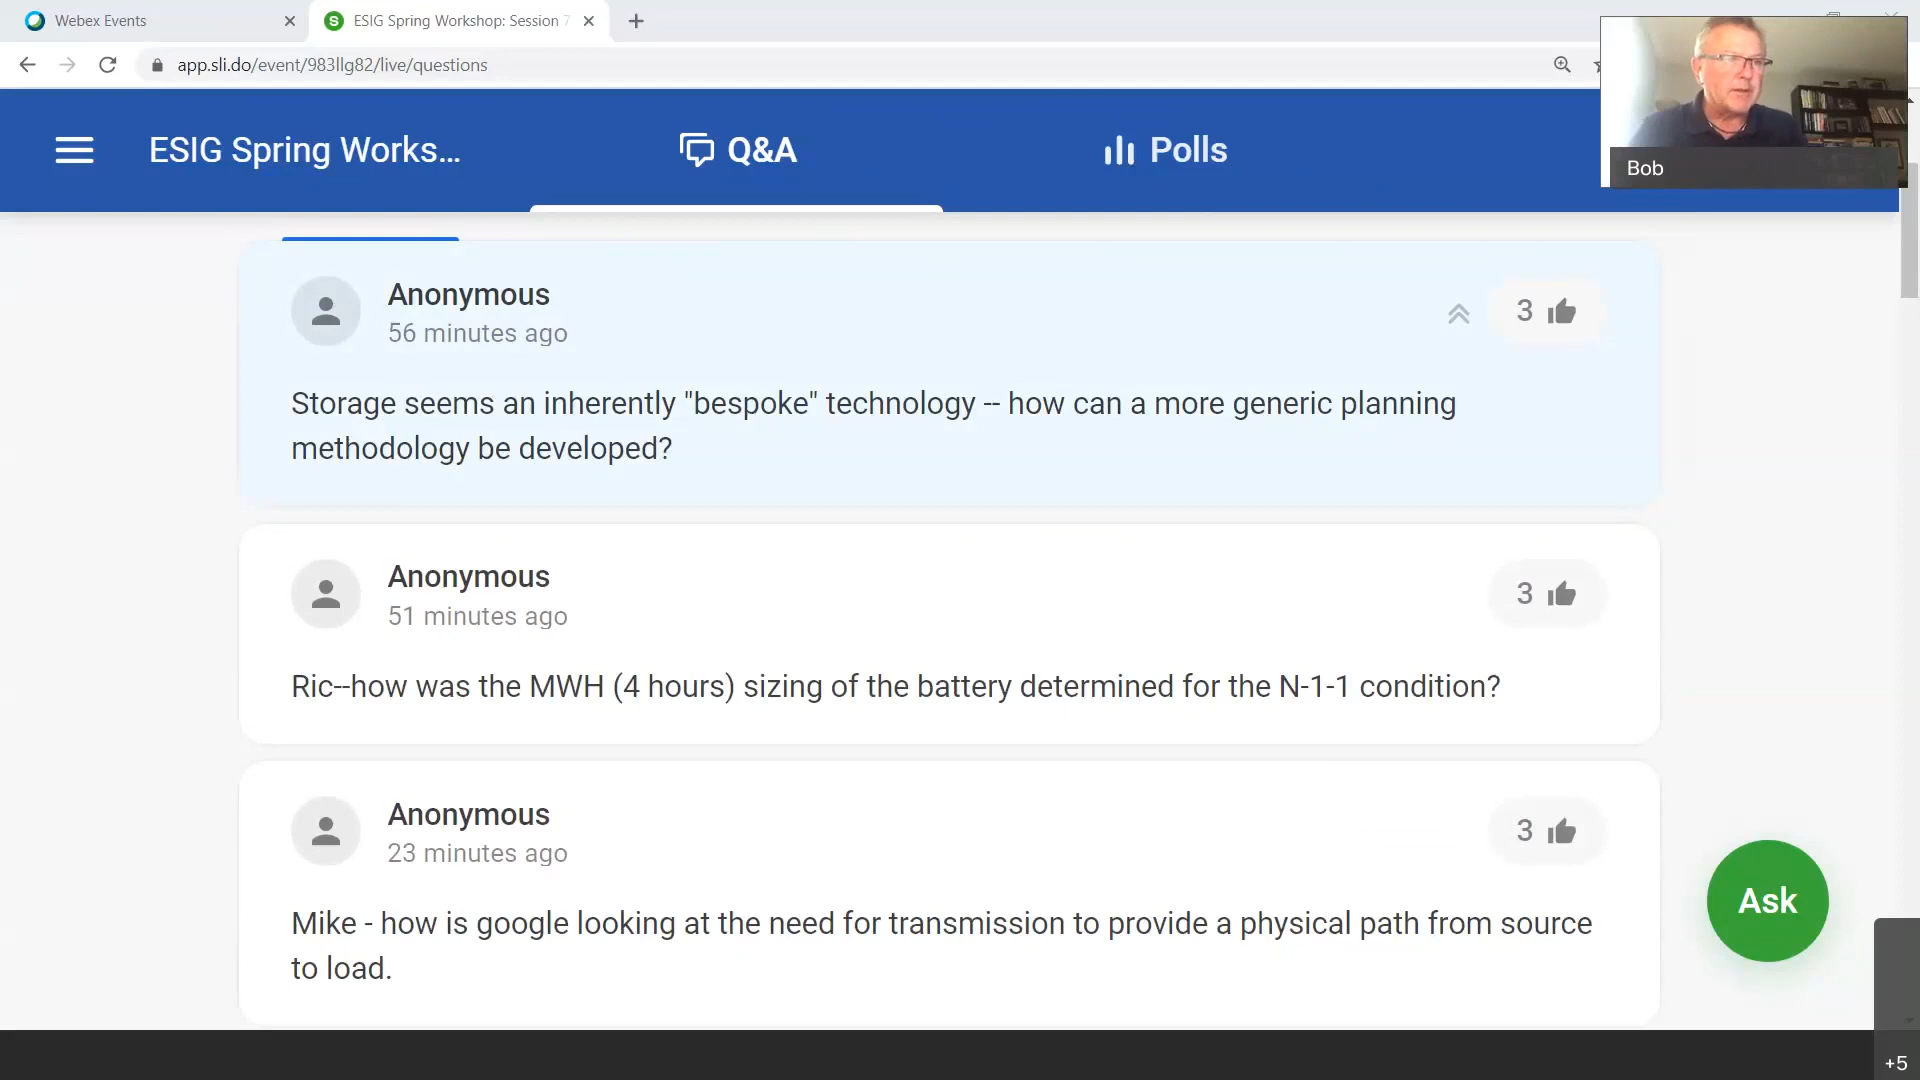 Webex Events
S ESIG Spring Workshop: Session 7
app.sli.do/event/983llg82/live/questions
ESIG Spring Works...
Q&A
Polls
Bob
Anonymous
56 minutes ago
3
Storage seems an inherently "bespoke" technology -- how can a more generic planning
methodology be developed?
Anonymous
51 minutes ago
3
Ric--how was the MWH (4 hours) sizing of the battery determined for the N-1-1 condition?
Anonymous
23 minutes ago
3
Mike - how is google looking at the need for transmission to provide a physical path from source
to load.
Ask
+5